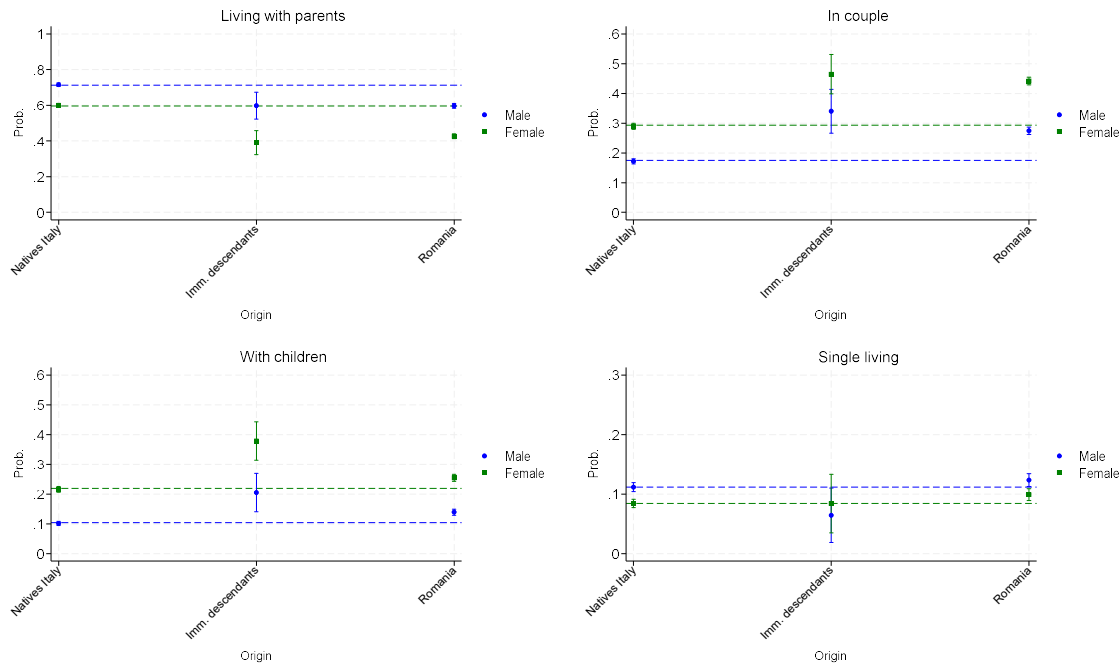 Living with parents
1
.8
.6
.4
.2
0
Prob.
Natives Italy
Imm. descendants
Romania
Origin
Male
Female
In couple
.6
.5
.4
.3
.2
.1
0
Prob.
Natives Italy
Imm. descendants
Romania
Origin
Male
Female
With children
.6
.5
.4
.3
.2
.1
0
Prob.
Natives Italy
Imm. descendants
Romania
Origin
Male
Female
Single living
.3
.2
.1
0
Prob.
Natives Italy
Imm. descendants
Romania
Origin
Male
Female